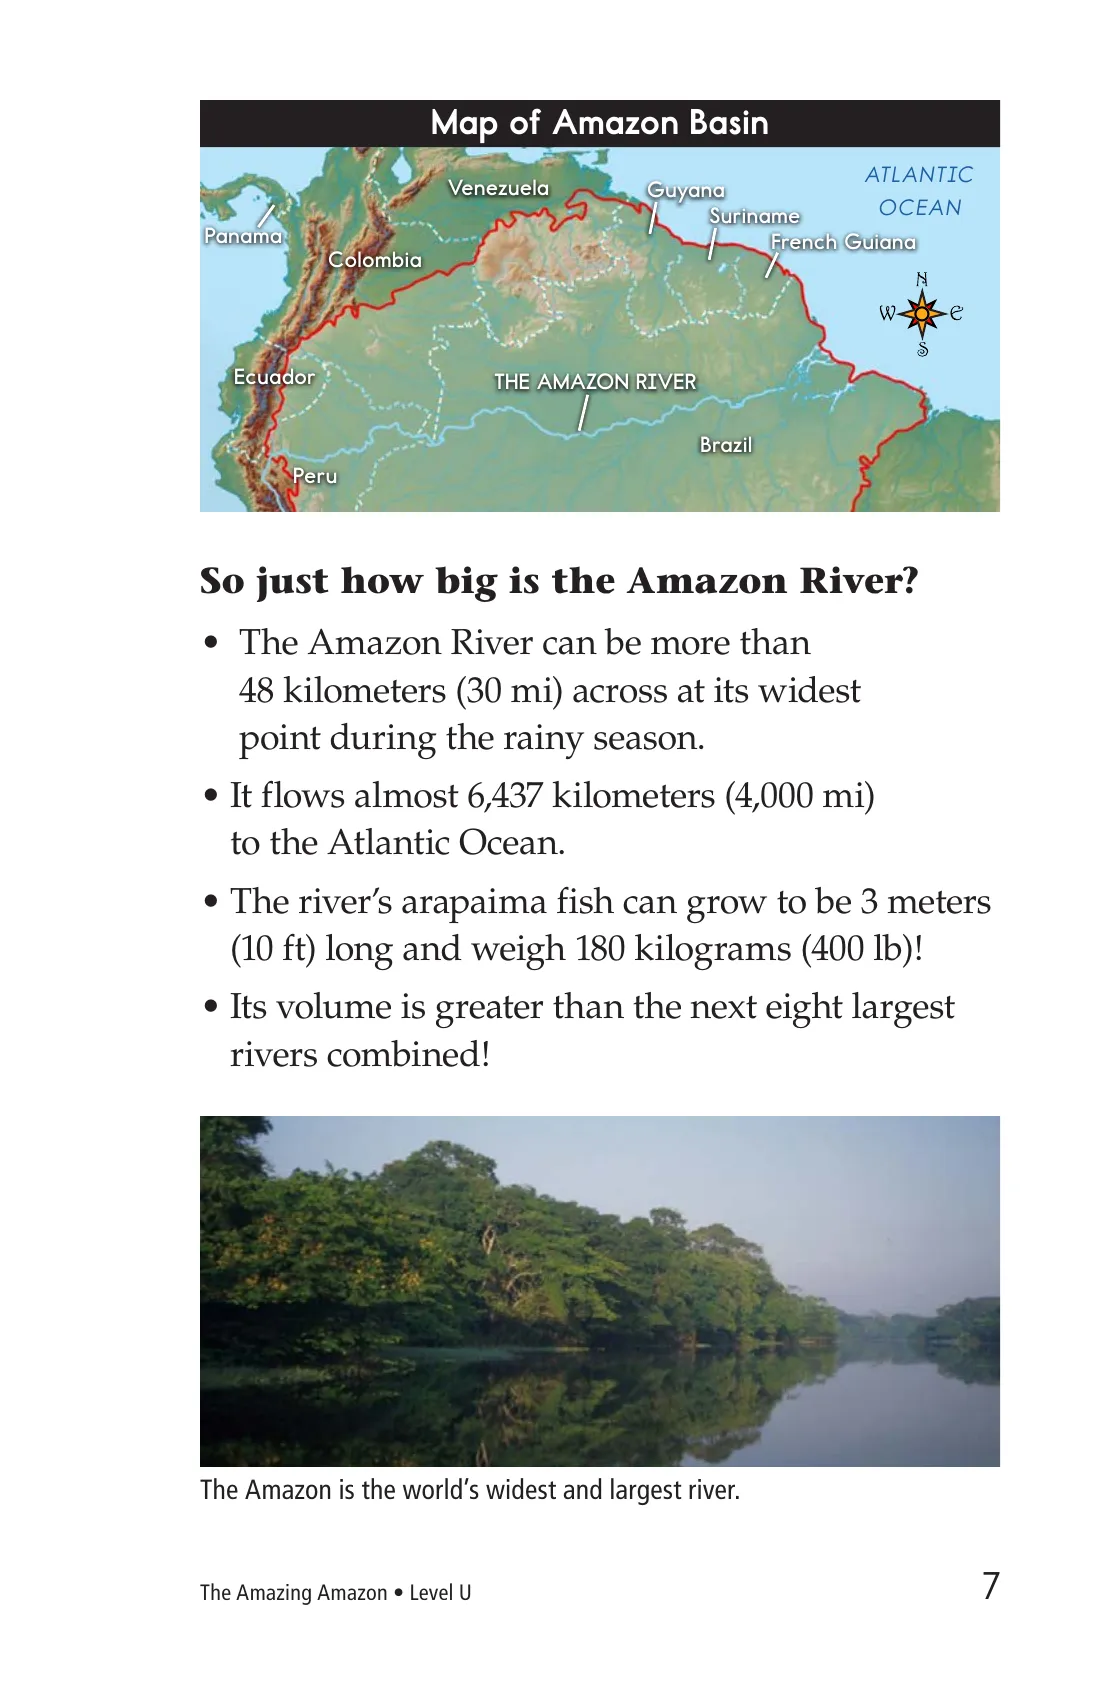 Map of Amazon Basin
ATLANTIC
OCEAN
Venezuela
Guyana
Suriname
French Guiana
Panama
Colombia
N
W E
S
Ecuador
THE AMAZON RIVER
Brazil
Peru
So just how big is the Amazon River?
• The Amazon River can be more than
48 kilometers (30 mi) across at its widest
point during the rainy season.
• It flows almost 6,437 kilometers (4,000 mi)
to the Atlantic Ocean.
• The river’s arapaima fish can grow to be 3 meters
(10 ft) long and weigh 180 kilograms (400 lb)!
• Its volume is greater than the next eight largest
rivers combined!
The Amazon is the world’s widest and largest river.
The Amazing Amazon • Level U
7